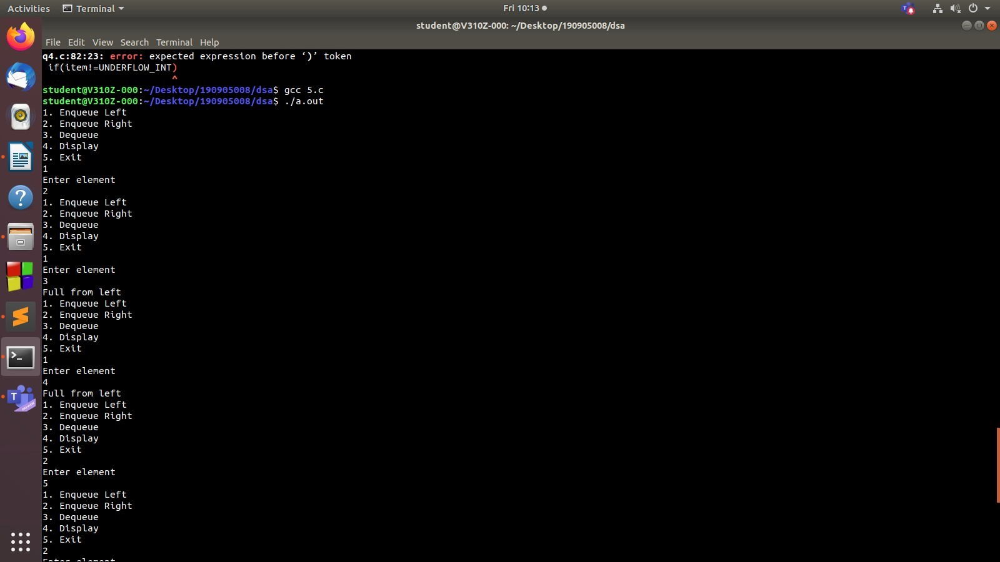 Activities
Terminal
Fri 10:13
student@V310Z-000: ~/Desktop/190905008/dsa
File Edit View Search Terminal Help
q4.c:82:23: error: expected expression before ‘)’ token
if(item!=UNDERFLOW_INT)
^
student@V310Z-000:~/Desktop/190905008/dsa$ gcc 5.c
student@V310Z-000:~/Desktop/190905008/dsa$ ./a.out
1. Enqueue Left
2. Enqueue Right
3. Dequeue
4. Display
5. Exit
1
Enter element
2
1. Enqueue Left
2. Enqueue Right
3. Dequeue
4. Display
5. Exit
1
Enter element
3
Full from left
1. Enqueue Left
2. Enqueue Right
3. Dequeue
4. Display
5. Exit
1
Enter element
4
Full from left
1. Enqueue Left
2. Enqueue Right
3. Dequeue
4. Display
5. Exit
2
Enter element
5
1. Enqueue Left
2. Enqueue Right
3. Dequeue
4. Display
5. Exit
2
Enter element